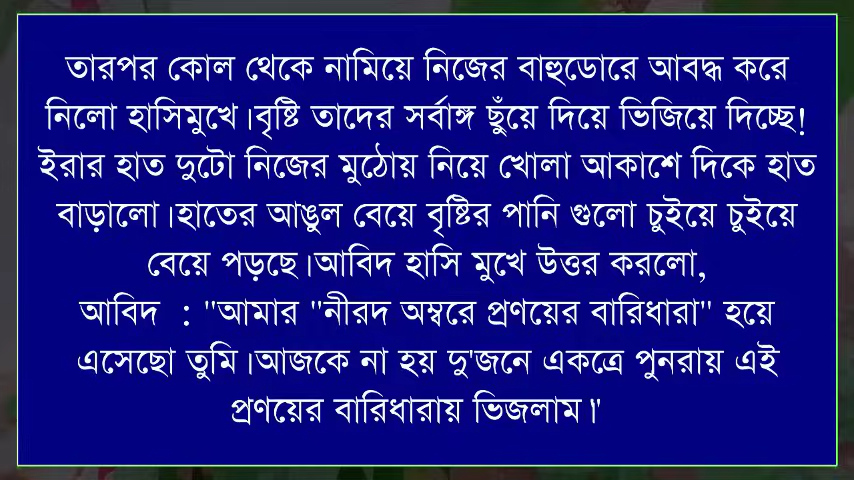 তারপর কোল থেকে নামিয়ে নিজের বাহুডোরে আবদ্ধ করে
নিলো হাসিমুখে।বৃষ্টি তাদের সর্বাঙ্গ ছুঁয়ে দিয়ে ভিজিয়ে দিচ্ছে!
ইরার হাত দুটো নিজের মুঠোয় নিয়ে খোলা আকাশে দিকে হাত
বাড়ালো।হাতের আঙুল বেয়ে বৃষ্টির পানি গুলো চুইয়ে চুইয়ে
বেয়ে পড়ছে।আবিদ হাসি মুখে উত্তর করলো,
আবিদ : "আমার "নীরদ অম্বরে প্রণয়ের বারিধারা" হয়ে
এসেছো তুমি।আজকে না হয় দু'জনে একত্রে পুনরায় এই
প্রণয়ের বারিধারায় ভিজলাম।"